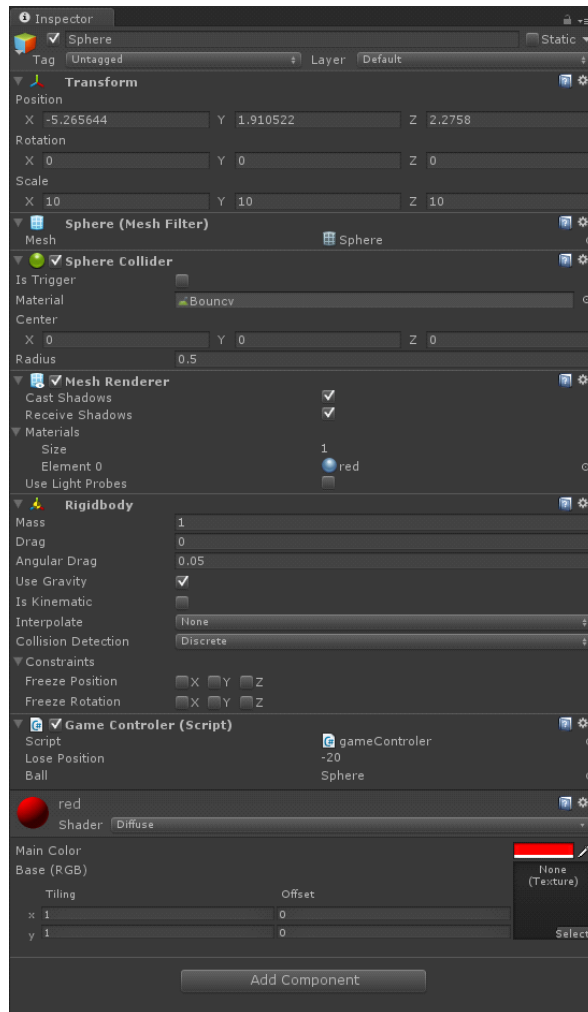 Inspector
Sphere Static
Tag Untagged Layer Default
Transform
Position
X -5.265644 Y 1.910522 Z 2.2758
Rotation
X 0 Y 0 Z 0
Scale
X 10 Y 10 Z 10
Sphere (Mesh Filter)
Mesh Sphere
Sphere Collider
Is Trigger
Material Bouncy
Center
X 0 Y 0 Z 0
Radius 0.5
Mesh Renderer
Cast Shadows
Receive Shadows
Materials
Size 1
Element 0 red
Use Light Probes
Rigidbody
Mass 1
Drag 0
Angular Drag 0.05
Use Gravity
Is Kinematic
Interpolate None
Collision Detection Discrete
Constraints
Freeze Position X Y Z
Freeze Rotation X Y Z
Game Controler (Script)
Script gameControler
Lose Position -20
Ball Sphere
red
Shader Diffuse
Main Color
Base (RGB) None
(Texture)
Tiling Offset
x 1 0
y 1 0 Select
Add Component